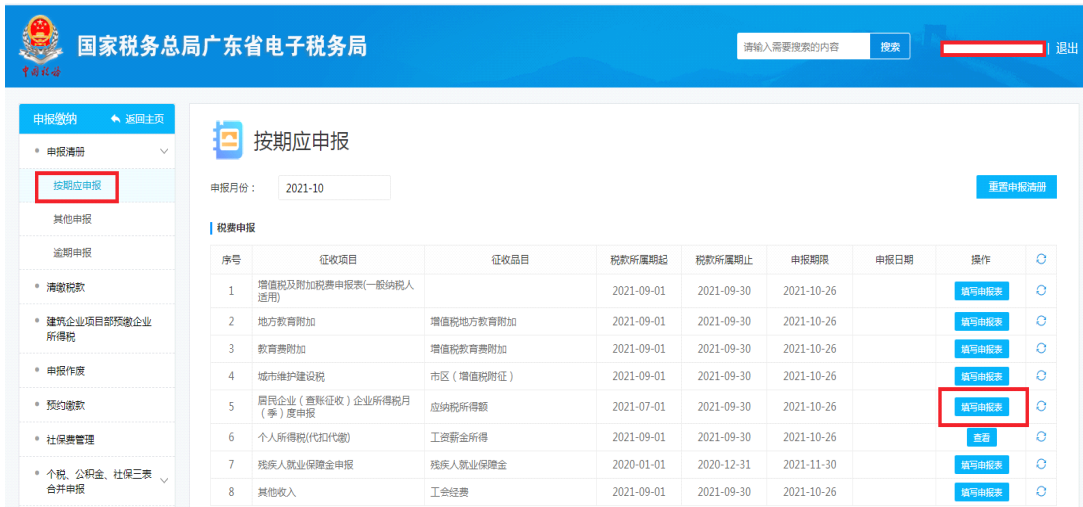 国家税务总局广东省电子税务局
中国税务
请输入需要搜索的内容 搜索
退出
申报缴纳 返回主页
申报清册
按期应申报
其他申报
逾期申报
清缴税款
建筑企业项目部预缴企业
所得税
申报作废
预约缴款
社保费管理
个税、公积金、社保三表
合并申报
按期应申报
申报月份： 2021-10 重置申报清册
税费申报
序号 征收项目 征收品目 税款所属期起 税款所属期止 申报期限 申报日期 操作
1 增值税及附加税费申报表(一般纳税人 2021-09-01 2021-09-30 2021-10-26 填写申报表
适用)
2 地方教育附加 增值税地方教育附加 2021-09-01 2021-09-30 2021-10-26 填写申报表
3 教育费附加 增值税教育费附加 2021-09-01 2021-09-30 2021-10-26 填写申报表
4 城市维护建设税 市区（增值税附征） 2021-09-01 2021-09-30 2021-10-26 填写申报表
5 居民企业（查账征收）企业所得税月 应纳税所得额 2021-07-01 2021-09-30 2021-10-26 填写申报表
（季）度申报
6 个人所得税(代扣代缴) 工资薪金所得 2021-09-01 2021-09-30 2021-10-26 查看
7 残疾人就业保障金申报 残疾人就业保障金 2020-01-01 2020-12-31 2021-11-30 填写申报表
8 其他收入 工会经费 2021-09-01 2021-09-30 2021-10-26 填写申报表